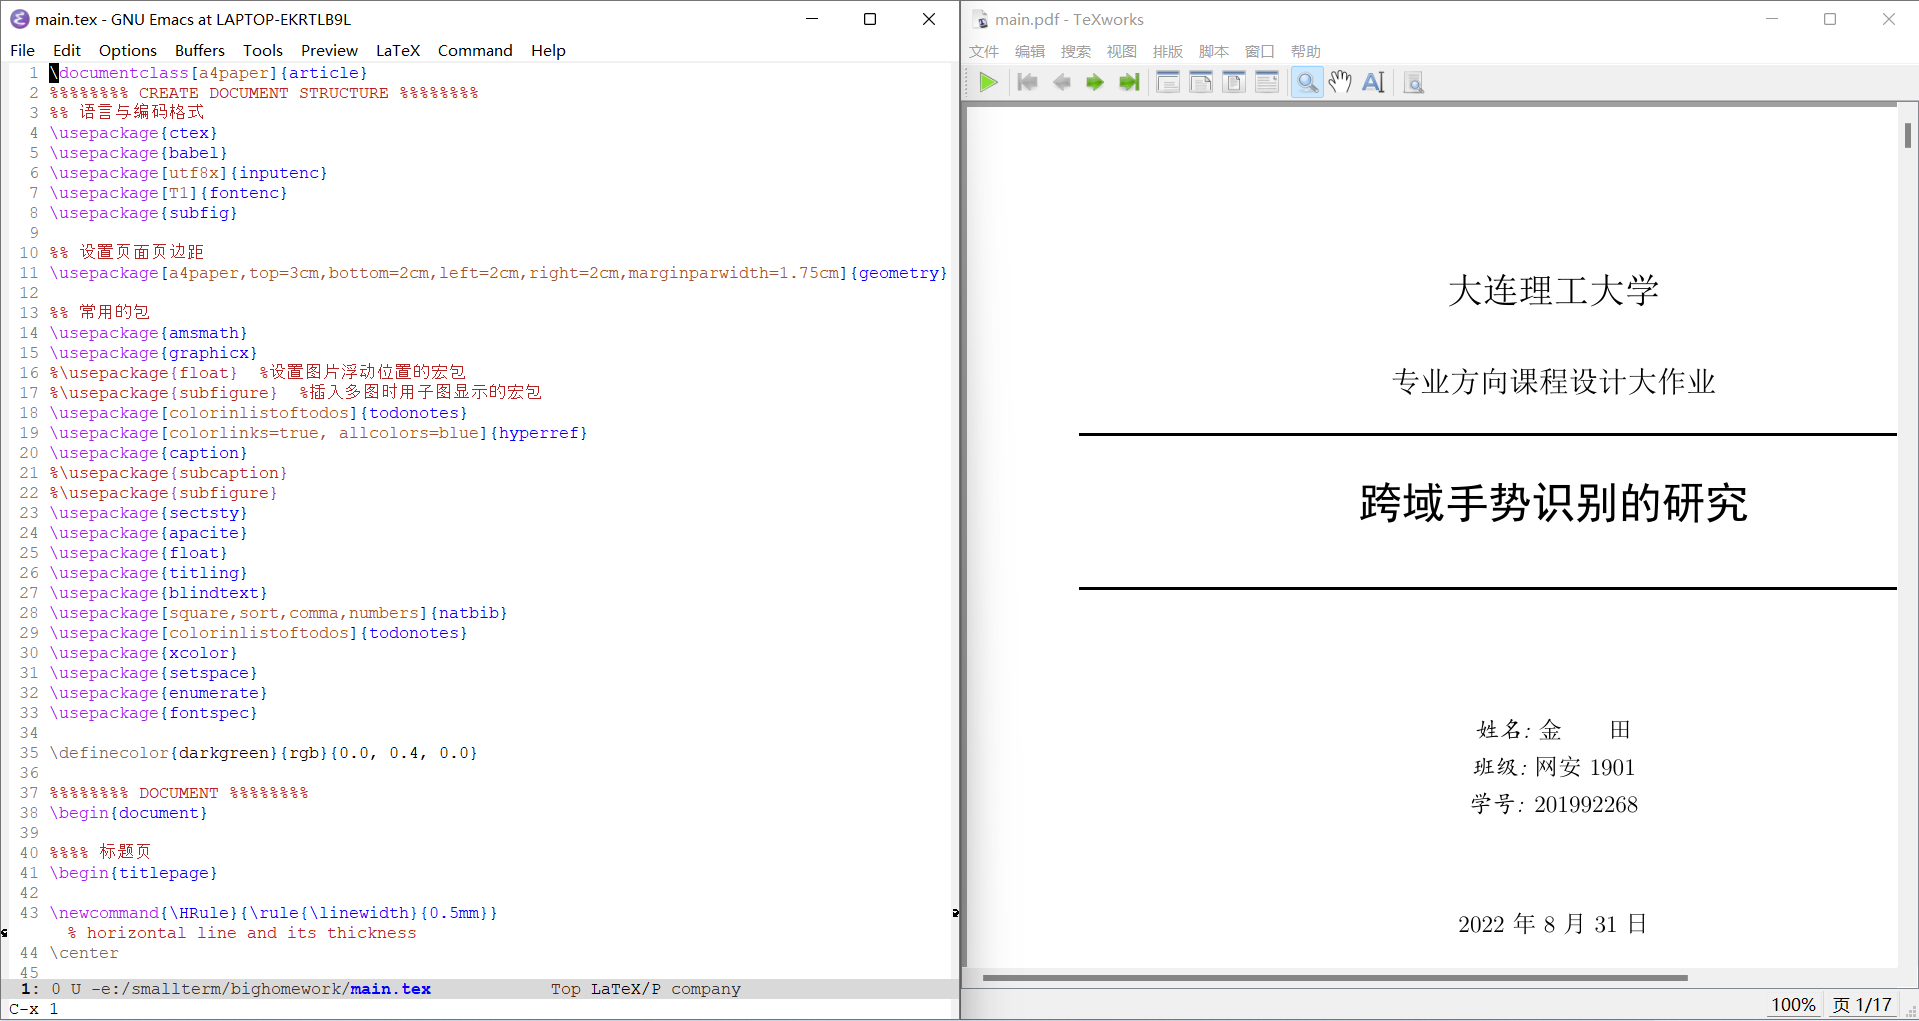 main.tex - GNU Emacs at LAPTOP-EKRTLB9L
File Edit Options Buffers Tools Preview LaTeX Command Help
1 \documentclass[a4paper]{article}
2 %%%%%%%% CREATE DOCUMENT STRUCTURE %%%%%%%%
3 %% 语言与编码格式
4 \usepackage{ctex}
5 \usepackage{babel}
6 \usepackage[utf8x]{inputenc}
7 \usepackage[T1]{fontenc}
8 \usepackage{subfig}
9
10 %% 设置页面页边距
11 \usepackage[a4paper,top=3cm,bottom=2cm,left=2cm,right=2cm,marginparwidth=1.75cm]{geometry}
12
13 %% 常用的包
14 \usepackage{amsmath}
15 \usepackage{graphicx}
16 %\usepackage{float}  %设置图片浮动位置的宏包
17 %\usepackage{subfigure}  %插入多图时用子图显示的宏包
18 \usepackage[colorinlistoftodos]{todonotes}
19 \usepackage[colorlinks=true, allcolors=blue]{hyperref}
20 \usepackage{caption}
21 %\usepackage{subcaption}
22 %\usepackage{subfigure}
23 \usepackage{sectsty}
24 \usepackage{apacite}
25 \usepackage{float}
26 \usepackage{titling}
27 \usepackage{blindtext}
28 \usepackage[square,sort,comma,numbers]{natbib}
29 \usepackage[colorinlistoftodos]{todonotes}
30 \usepackage{xcolor}
31 \usepackage{setspace}
32 \usepackage{enumerate}
33 \usepackage{fontspec}
34
35 \definecolor{darkgreen}{rgb}{0.0, 0.4, 0.0}
36
37 %%%%%%%% DOCUMENT %%%%%%%%
38 \begin{document}
39
40 %%%% 标题页
41 \begin{titlepage}
42
43 \newcommand{\HRule}{\rule{\linewidth}{0.5mm}}
% horizontal line and its thickness
44 \center
45
1: 0 U -e:/smallterm/bighomework/main.tex Top LaTeX/P company
C-x 1
main.pdf - TeXworks
文件 编辑 搜索 视图 排版 脚本 窗口 帮助
大连理工大学
专业方向课程设计大作业
跨域手势识别的研究
姓名: 金 田
班级: 网安 1901
学号: 201992268
2022 年 8 月 31 日
100% 页 1/17